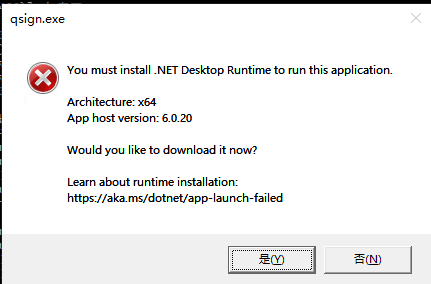 qsign.exe
You must install .NET Desktop Runtime to run this application.
Architecture: x64
App host version: 6.0.20
Would you like to download it now?
Learn about runtime installation:
https://aka.ms/dotnet/app-launch-failed
是(Y)
否(N)